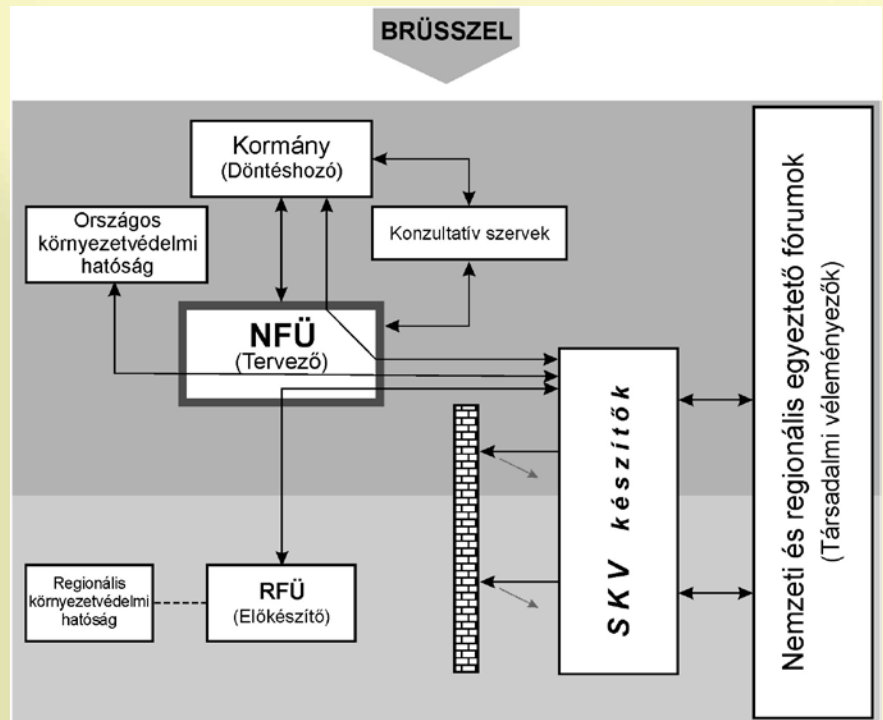 BRÜSSZEL
Kormány
(Döntéshozó)
Országos
környezetvédelmi
hatóság
Konzultatív szervek
NFÜ
(Tervező)
SKV készítők
Nemzeti és regionális egyeztető fórumok
(Társadalmi véleményezők)
Regionális
környezetvédelmi
hatóság
RFÜ
(Előkészítő)